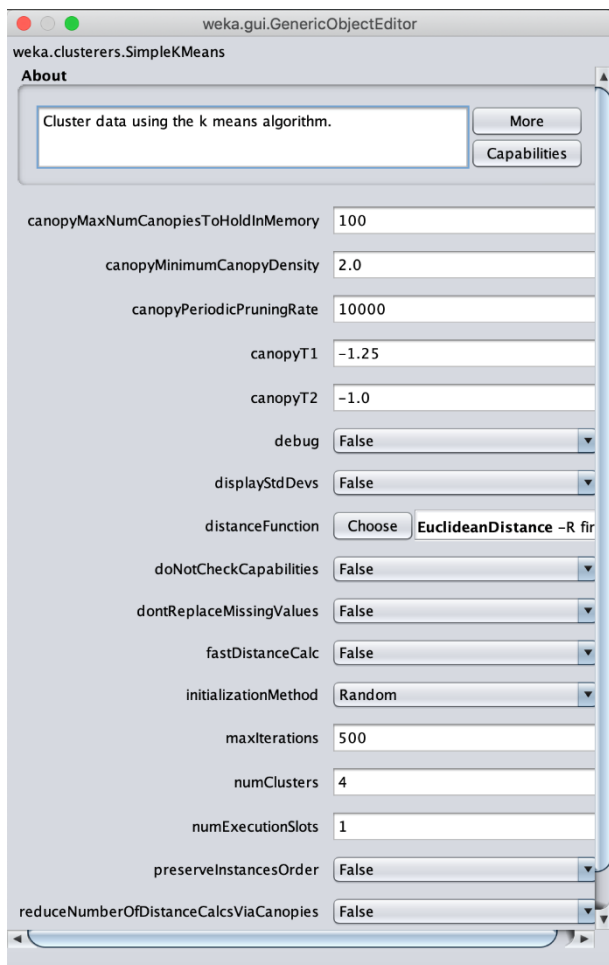 weka.gui.GenericObjectEditor
weka.clusterers.SimpleKMeans
About
Cluster data using the k means algorithm.
More
Capabilities
canopyMaxNumCanopiesToHoldInMemory 100
canopyMinimumCanopyDensity 2.0
canopyPeriodicPruningRate 10000
canopyT1 -1.25
canopyT2 -1.0
debug False
displayStdDevs False
distanceFunction Choose EuclideanDistance -R fir
doNotCheckCapabilities False
dontReplaceMissingValues False
fastDistanceCalc False
initializationMethod Random
maxIterations 500
numClusters 4
numExecutionSlots 1
preserveInstancesOrder False
reduceNumberOfDistanceCalcsViaCanopies False